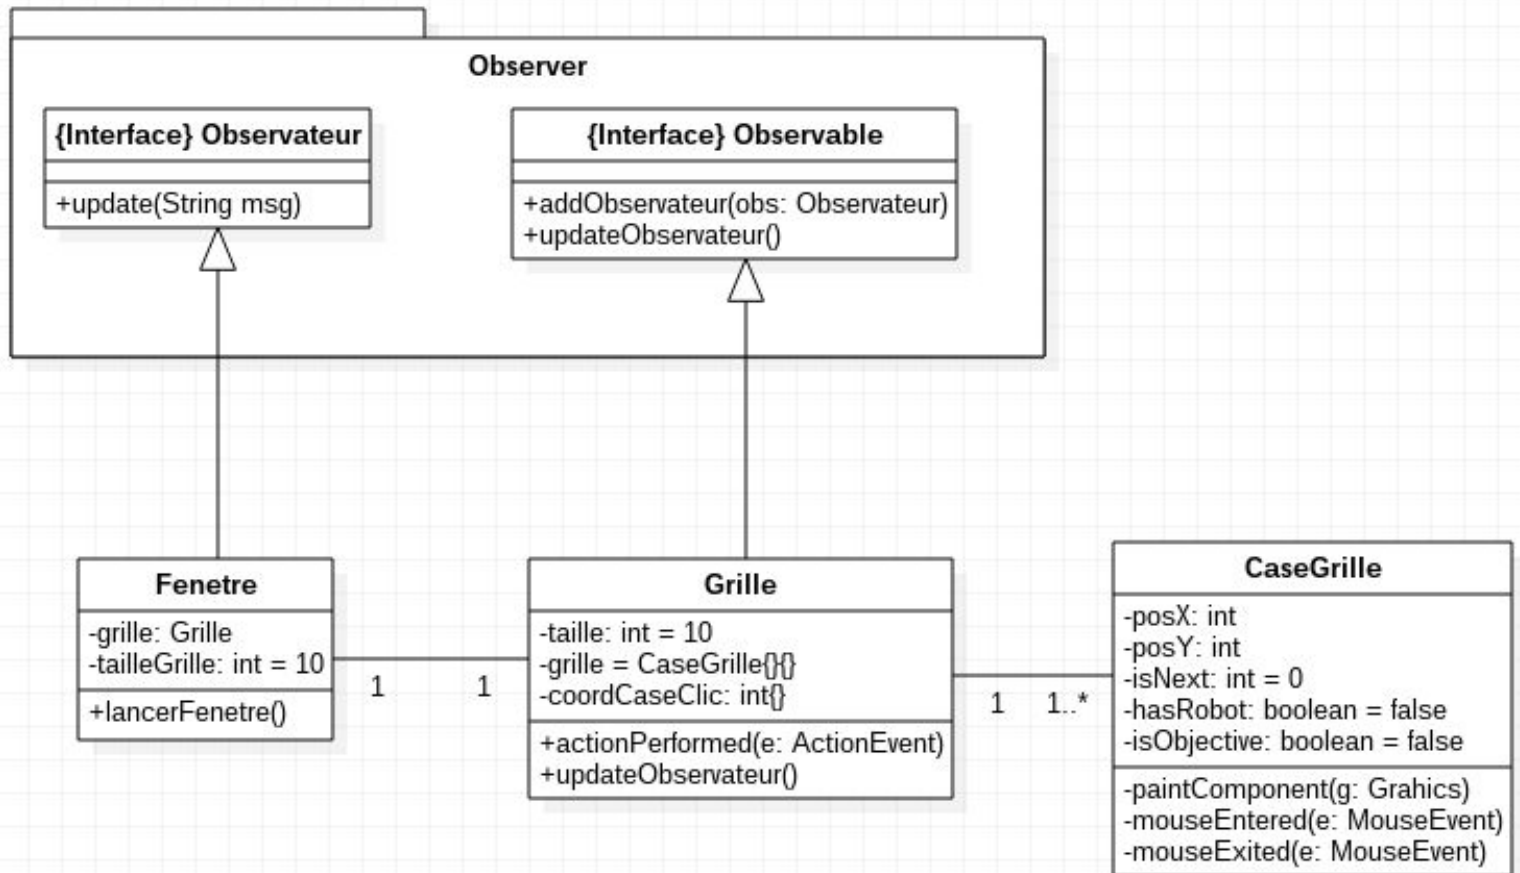 Observer
{Interface} Observateur
+update(String msg)
{Interface} Observable
+addObservateur(obs: Observateur)
+updateObservateur()
Fenetre
-grille: Grille
-tailleGrille: int = 10
+lancerFenetre()
1
1
Grille
-taille: int = 10
-grille = CaseGrille{}{}
-coordCaseClic: int{}
+actionPerformed(e: ActionEvent)
+updateObservateur()
1
1..*
CaseGrille
-posX: int
-posY: int
-isNext: int = 0
-hasRobot: boolean = false
-isObjective: boolean = false
-paintComponent(g: Grahics)
-mouseEntered(e: MouseEvent)
-mouseExited(e: MouseEvent)